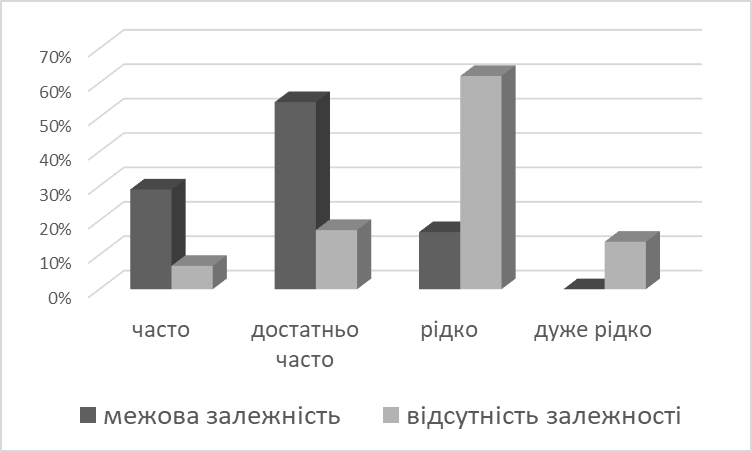 70%
60%
50%
40%
30%
20%
10%
0%
часто
достатньо
часто
рідко
дуже рідко
межова залежність
відсутність залежності